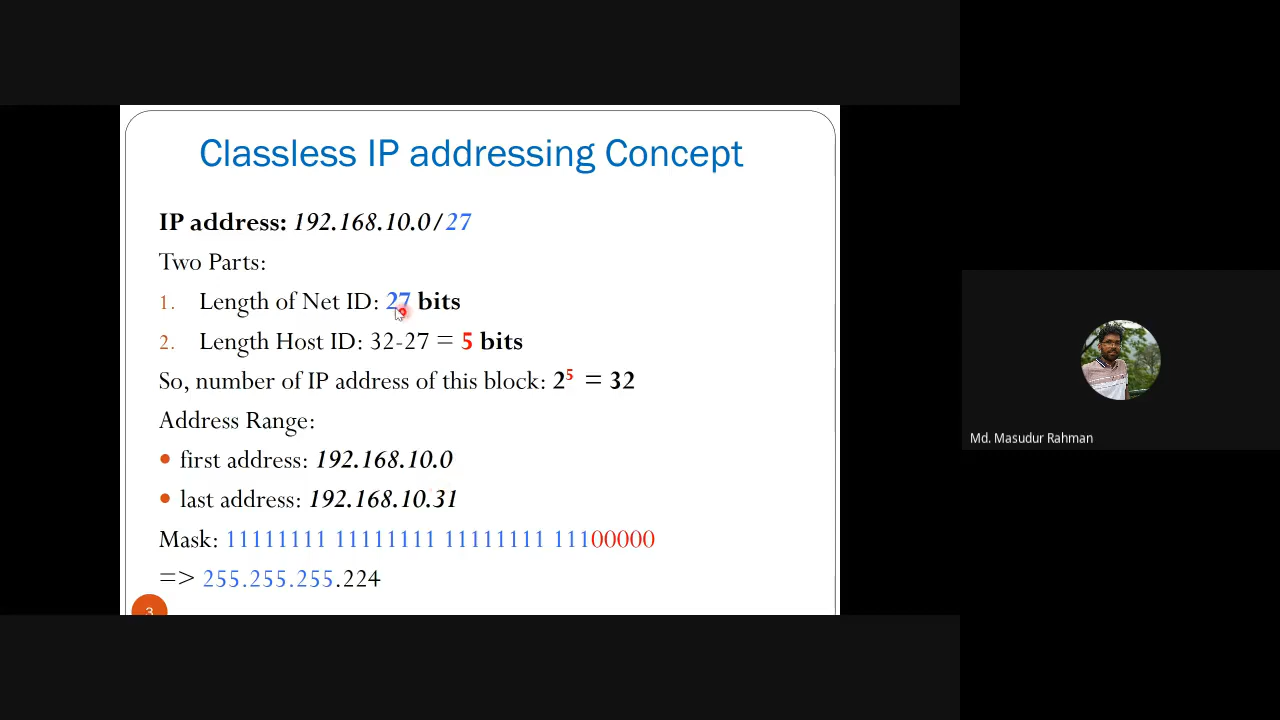 Classless IP addressing Concept
IP address: 192.168.10.0/27
Two Parts:
1. Length of Net ID: 27 bits
2. Length Host ID: 32-27 = 5 bits
So, number of IP address of this block: 2⁵ = 32
Address Range:
• first address: 192.168.10.0
• last address: 192.168.10.31
Mask: 11111111 11111111 11111111 11100000
=> 255.255.255.224
3
Md. Masudur Rahman